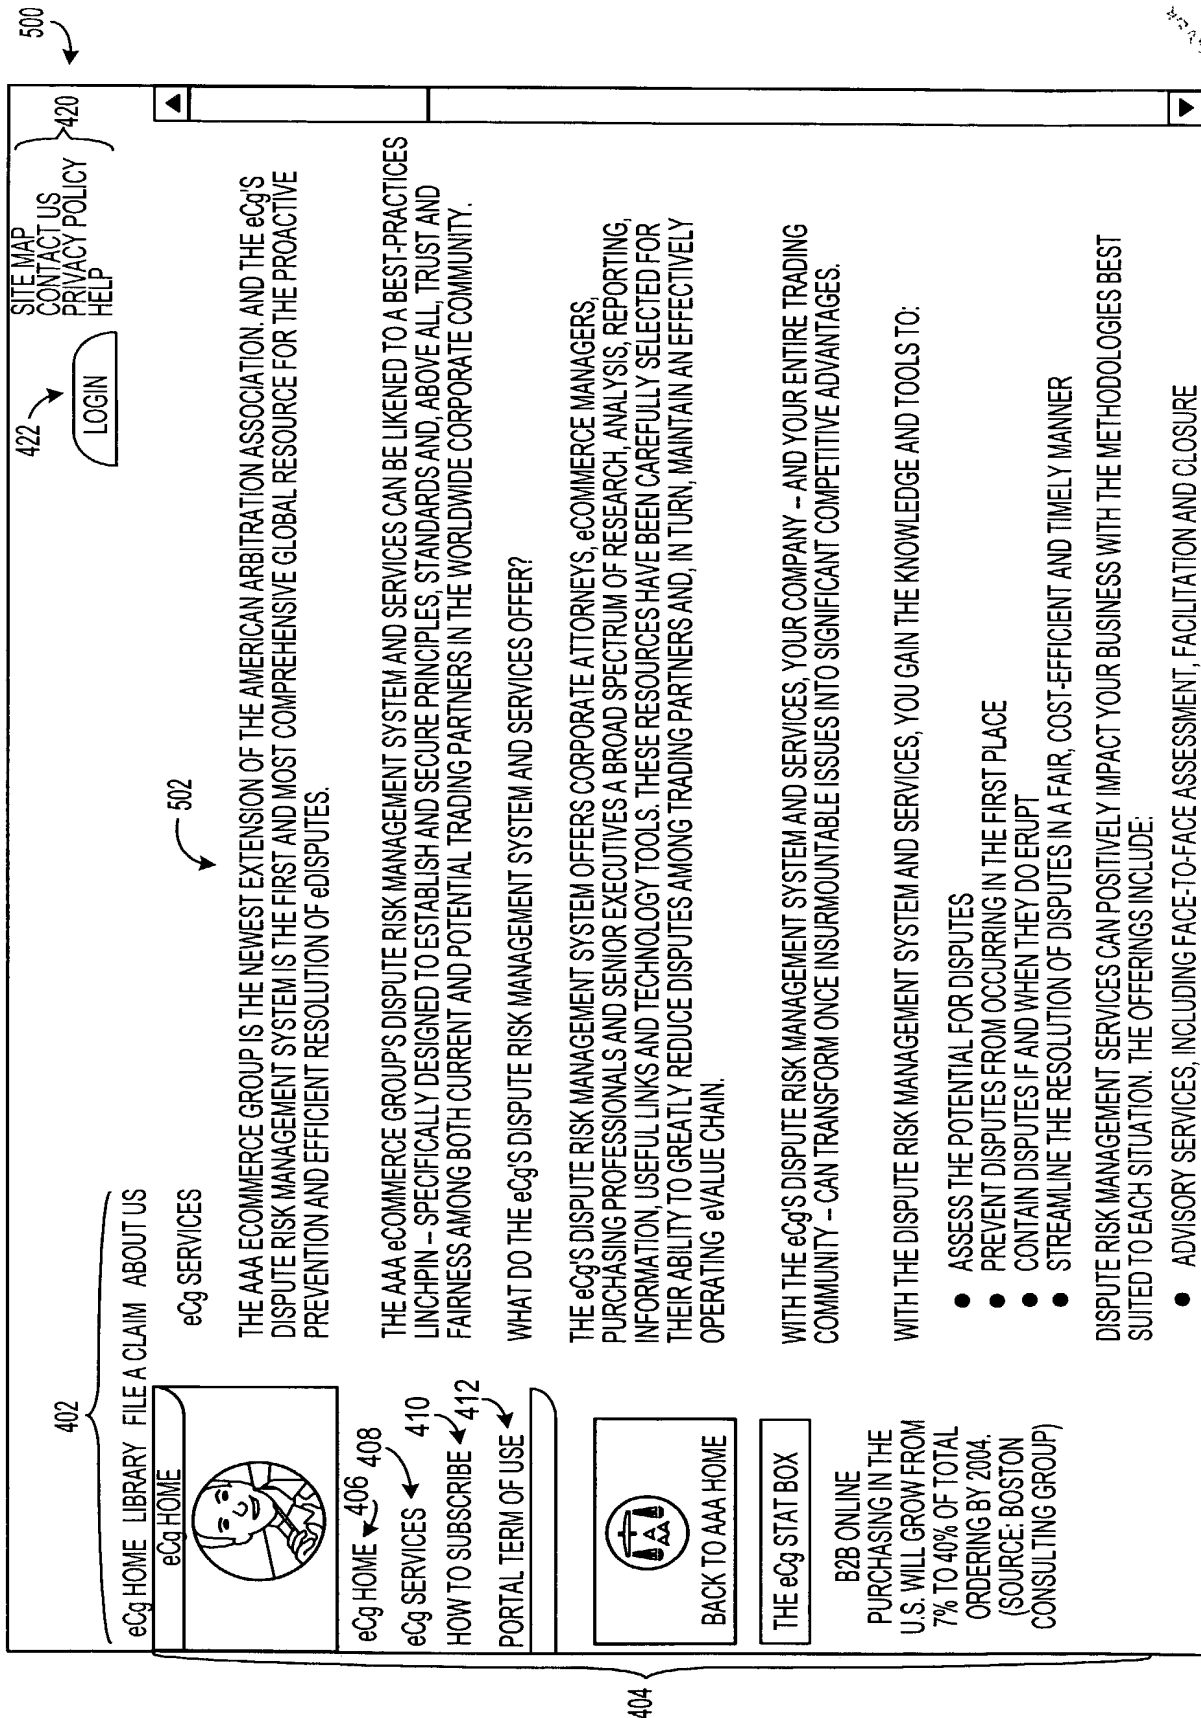 500
402
eCg HOME LIBRARY FILE A CLAIM ABOUT US
422
LOGIN
SITE MAP
CONTACT US
PRIVACY POLICY
HELP
420
eCg HOME
eCg HOME 406
eCg SERVICES 408
HOW TO SUBSCRIBE 410
PORTAL TERM OF USE 412
BACK TO AAA HOME
THE eCg STAT BOX
B2B ONLINE
PURCHASING IN THE
U.S. WILL GROW FROM
7% TO 40% OF TOTAL
ORDERING BY 2004.
(SOURCE: BOSTON
CONSULTING GROUP)
404
eCg SERVICES
502
THE AAA ECOMMERCE GROUP IS THE NEWEST EXTENSION OF THE AMERICAN ARBITRATION ASSOCIATION. AND THE eCg'S
DISPUTE RISK MANAGEMENT SYSTEM IS THE FIRST AND MOST COMPREHENSIVE GLOBAL RESOURCE FOR THE PROACTIVE
PREVENTION AND EFFICIENT RESOLUTION OF eDISPUTES.
THE AAA eCOMMERCE GROUP'S DISPUTE RISK MANAGEMENT SYSTEM AND SERVICES CAN BE LIKENED TO A BEST-PRACTICES
LINCHPIN -- SPECIFICALLY DESIGNED TO ESTABLISH AND SECURE PRINCIPLES, STANDARDS AND, ABOVE ALL, TRUST AND
FAIRNESS AMONG BOTH CURRENT AND POTENTIAL TRADING PARTNERS IN THE WORLDWIDE CORPORATE COMMUNITY.
WHAT DO THE eCg'S DISPUTE RISK MANAGEMENT SYSTEM AND SERVICES OFFER?
THE eCg'S DISPUTE RISK MANAGEMENT SYSTEM OFFERS CORPORATE ATTORNEYS, eCOMMERCE MANAGERS,
PURCHASING PROFESSIONALS AND SENIOR EXECUTIVES A BROAD SPECTRUM OF RESEARCH, ANALYSIS, REPORTING,
INFORMATION, USEFUL LINKS AND TECHNOLOGY TOOLS. THESE RESOURCES HAVE BEEN CAREFULLY SELECTED FOR
THEIR ABILITY TO GREATLY REDUCE DISPUTES AMONG TRADING PARTNERS AND, IN TURN, MAINTAIN AN EFFECTIVELY
OPERATING eVALUE CHAIN.
WITH THE eCg'S DISPUTE RISK MANAGEMENT SYSTEM AND SERVICES, YOUR COMPANY -- AND YOUR ENTIRE TRADING
COMMUNITY -- CAN TRANSFORM ONCE INSURMOUNTABLE ISSUES INTO SIGNIFICANT COMPETITIVE ADVANTAGES.
WITH THE DISPUTE RISK MANAGEMENT SYSTEM AND SERVICES, YOU GAIN THE KNOWLEDGE AND TOOLS TO:
● ASSESS THE POTENTIAL FOR DISPUTES
● PREVENT DISPUTES FROM OCCURRING IN THE FIRST PLACE
● CONTAIN DISPUTES IF AND WHEN THEY DO ERUPT
● STREAMLINE THE RESOLUTION OF DISPUTES IN A FAIR, COST-EFFICIENT AND TIMELY MANNER
DISPUTE RISK MANAGEMENT SERVICES CAN POSITIVELY IMPACT YOUR BUSINESS WITH THE METHODOLOGIES BEST
SUITED TO EACH SITUATION. THE OFFERINGS INCLUDE:
● ADVISORY SERVICES, INCLUDING FACE-TO-FACE ASSESSMENT, FACILITATION AND CLOSURE